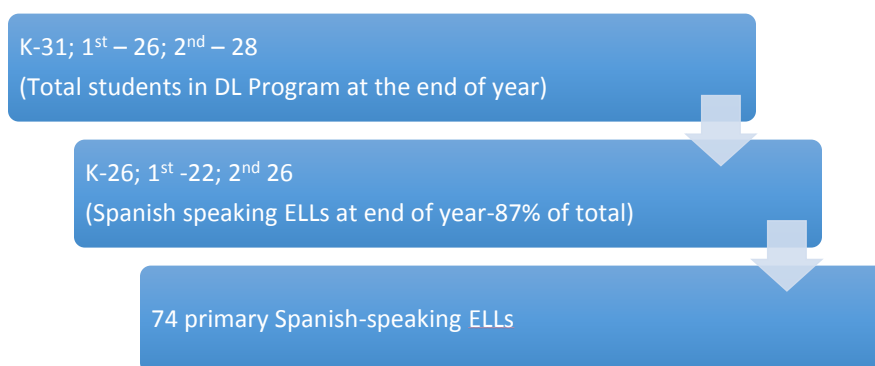 K-31; 1st – 26; 2nd – 28
(Total students in DL Program at the end of year)
K-26; 1st -22; 2nd 26
(Spanish speaking ELLs at end of year-87% of total)
74 primary Spanish-speaking ELLs